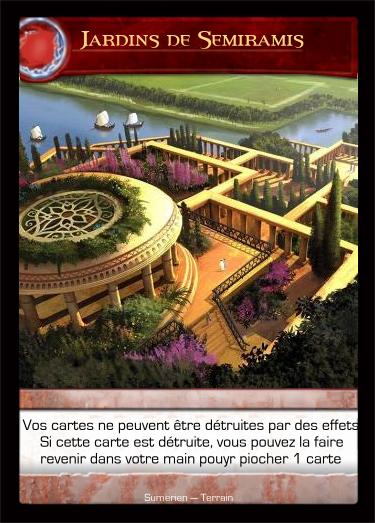 Jardins de Semiramis
Vos cartes ne peuvent être détruites par des effets
Si cette carte est détruite, vous pouvez la faire
revenir dans votre main pouyr piocher 1 carte
Sumerien — Terrain